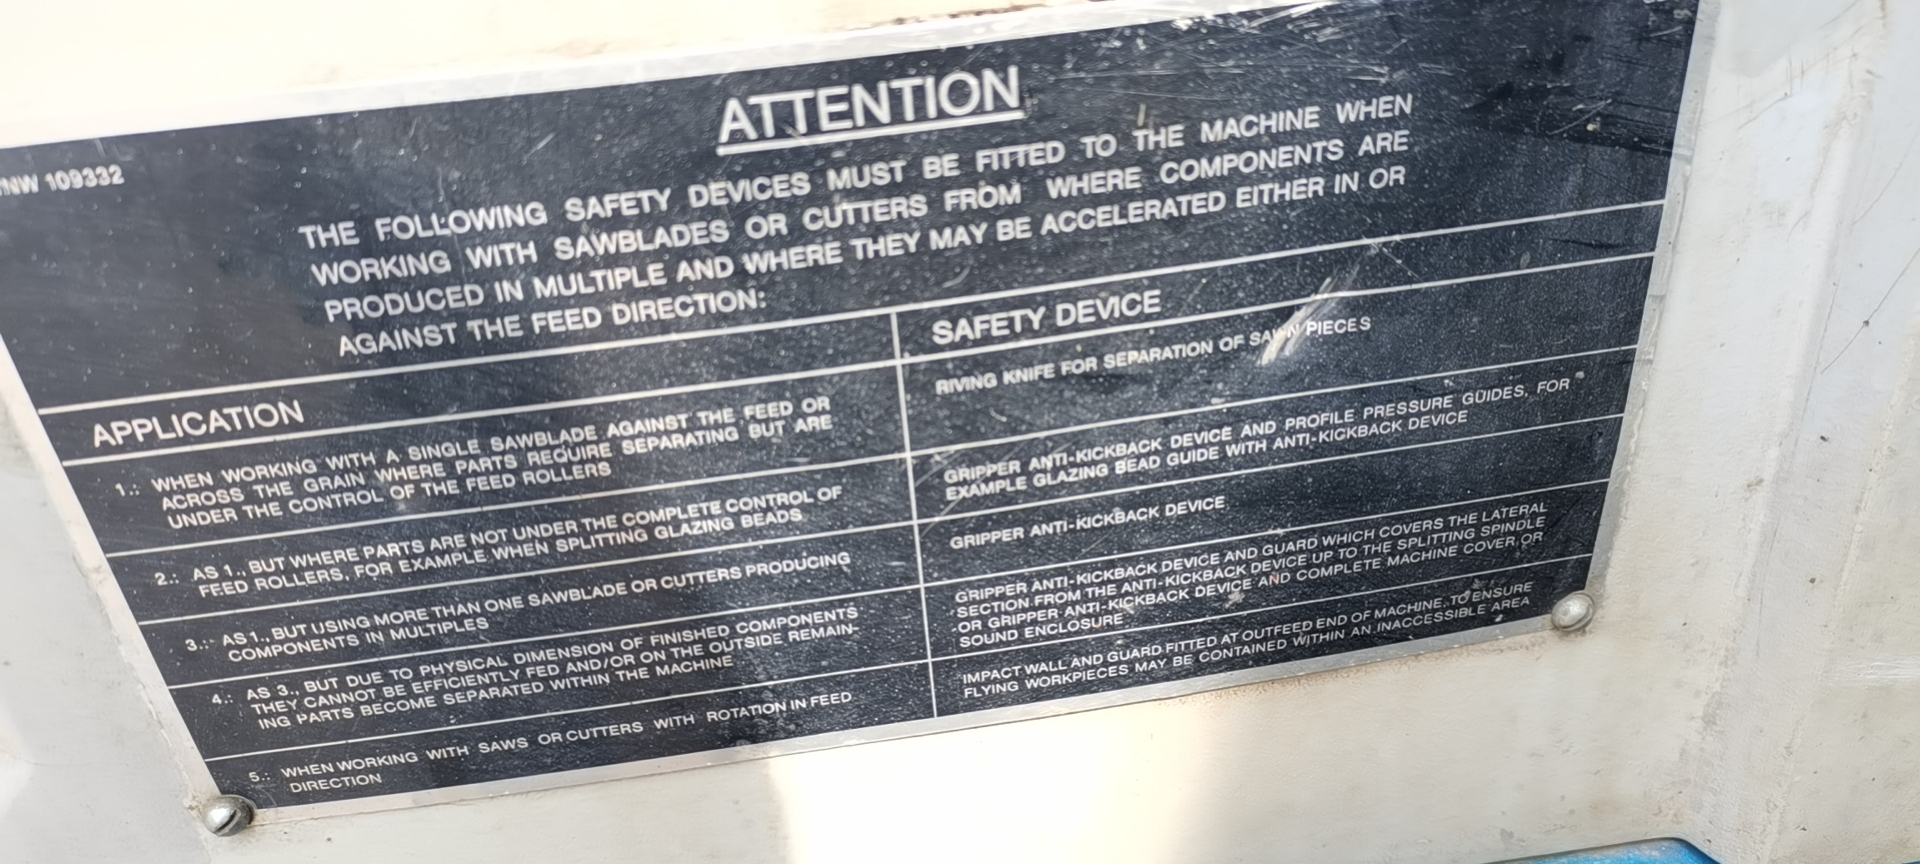 ATTENTION
NW 109332
THE FOLLOWING SAFETY DEVICES MUST BE FITTED TO THE MACHINE WHEN
WORKING WITH SAWBLADES OR CUTTERS FROM WHERE COMPONENTS ARE
PRODUCED IN MULTIPLE AND WHERE THEY MAY BE ACCELERATED EITHER IN OR
AGAINST THE FEED DIRECTION:
APPLICATION
SAFETY DEVICE
1.: WHEN WORKING WITH A SINGLE SAWBLADE AGAINST THE FEED OR
ACROSS THE GRAIN WHERE PARTS REQUIRE SEPARATING BUT ARE
UNDER THE CONTROL OF THE FEED ROLLERS
RIVING KNIFE FOR SEPARATION OF SAWN PIECES
2.: AS 1., BUT WHERE PARTS ARE NOT UNDER THE COMPLETE CONTROL OF
FEED ROLLERS, FOR EXAMPLE WHEN SPLITTING GLAZING BEADS
GRIPPER ANTI-KICKBACK DEVICE AND PROFILE PRESSURE GUIDES, FOR
EXAMPLE GLAZING BEAD GUIDE WITH ANTI-KICKBACK DEVICE
3.: AS 1., BUT USING MORE THAN ONE SAWBLADE OR CUTTERS PRODUCING
COMPONENTS IN MULTIPLES
GRIPPER ANTI-KICKBACK DEVICE
4.: AS 3., BUT DUE TO PHYSICAL DIMENSION OF FINISHED COMPONENTS
THEY CANNOT BE EFFICIENTLY FED AND/OR ON THE OUTSIDE REMAIN-
ING PARTS BECOME SEPARATED WITHIN THE MACHINE
GRIPPER ANTI-KICKBACK DEVICE AND GUARD WHICH COVERS THE LATERAL
SECTION FROM THE ANTI-KICKBACK DEVICE UP TO THE SPLITTING SPINDLE
OR GRIPPER ANTI-KICKBACK DEVICE AND COMPLETE MACHINE COVER, OR
SOUND ENCLOSURE
5.: WHEN WORKING WITH SAWS OR CUTTERS WITH ROTATION IN FEED
DIRECTION
IMPACT WALL AND GUARD FITTED AT OUTFEED END OF MACHINE, TO ENSURE
FLYING WORKPIECES MAY BE CONTAINED WITHIN AN INACCESSIBLE AREA